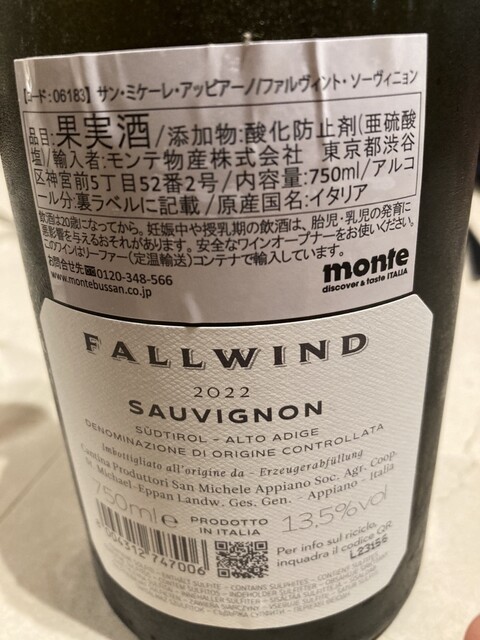 【コード:06183】サン・ミケーレ・アッピアーノ/ファルヴィント・ソーヴィニヨン
品目:果実酒/添加物:酸化防止剤(亜硫酸
塩)/輸入者:モンテ物産株式会社 東京都渋谷
区神宮前5丁目52番2号/内容量:750ml/アルコ
ール分:裏ラベルに記載/原産国名:イタリア
飲酒は20歳になってから。妊娠中や授乳期の飲酒は、胎児・乳児の発育に
悪影響を与えるおそれがあります。安全なワインオープナーをお使いください。
このワインはリーファー(定温輸送)コンテナで輸入しています。
お問合せ先 0120-348-566
www.montebussan.co.jp
monte
discover & taste ITALIA
FALLWIND
2022
SAUVIGNON
SÜDTIROL - ALTO ADIGE
DENOMINAZIONE DI ORIGINE CONTROLLATA
Imbottigliato all'origine da - Erzeugerabfüllung
Cantina Produttori San Michele Appiano Soc. Agr. Coop.
St. Michael-Eppan Landw. Ges. Gen. - Appiano - Italia
750ml e PRODOTTO IN ITALIA 13.5%vol
Per info sul riciclo,
inquadra il codice QR
L23156
004312 747006
CONTAINS SULPHITES